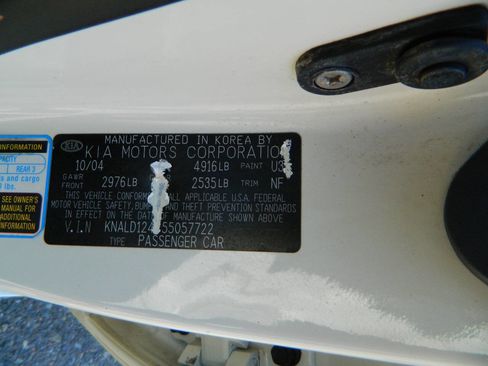 MANUFACTURED IN KOREA BY
KIA KIA MOTORS CORPORATION
10/04 4916LB PAINT
GAWR
FRONT 2976LB 2535LB TRIM NF
THIS VEHICLE CONFORMS ALL APPLICABLE U.S.A. FEDERAL
MOTOR VEHICLE SAFETY AND THEFT PREVENTION STANDARDS
IN EFFECT ON THE DATE OF MANUFACTURE SHOWN ABOVE.
V.I.N
TYPE PASSENGER CAR
INFORMATION
REAR 3
ts and cargo
lbs.
SEE OWNER'S
MANUAL FOR
ADDITIONAL
INFORMATION